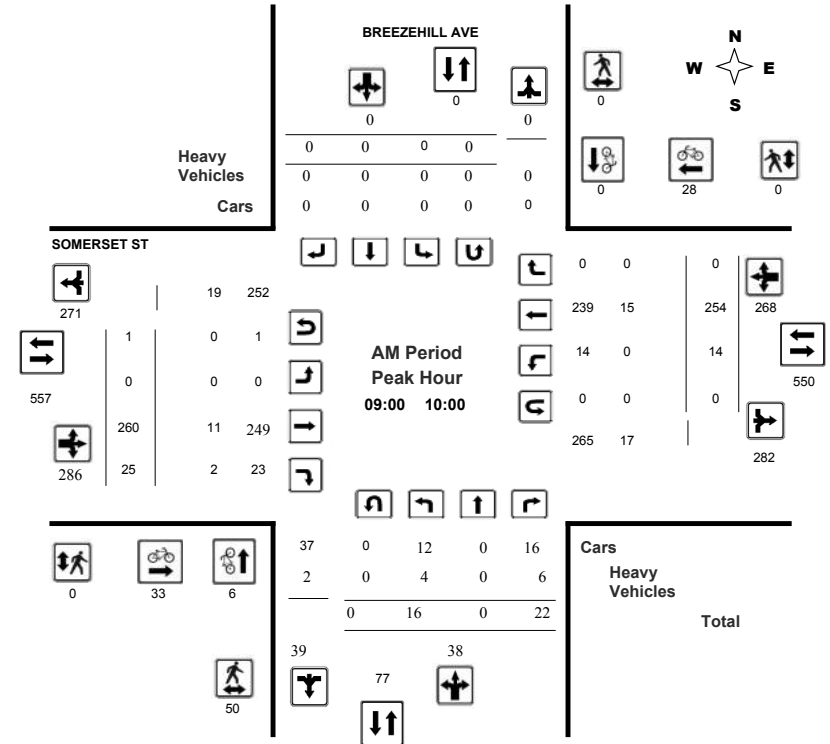 BREEZEHILL AVE
N
W E
S
0 0
0 0
0 0 0 0
Heavy
Vehicles 0 0 0 0 0
0 28 0
Cars 0 0 0 0 0
SOMERSET ST
0 0 0
19 252
271 239 15 254 268
1 0 1
AM Period
14 0 14
Peak Hour
0 0 0
557 550
09:00 10:00
0 0 0
260 11 249
265 17
282
286 25 2 23
37 0 12 0 16 Cars
0 33 6
2 0 4 0 6 Heavy
Vehicles
0 16 0 22 Total
39 38
77
50